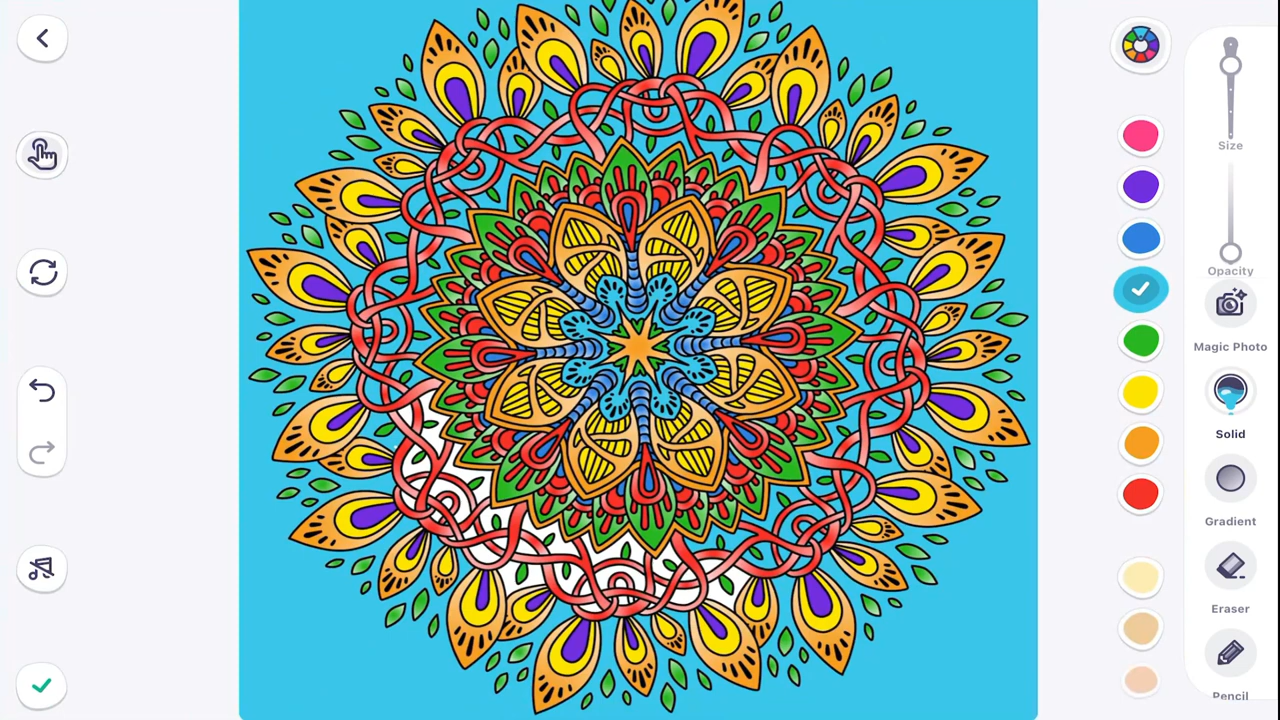 Size
Opacity
Magic Photo
Solid
Gradient
Eraser
Pencil